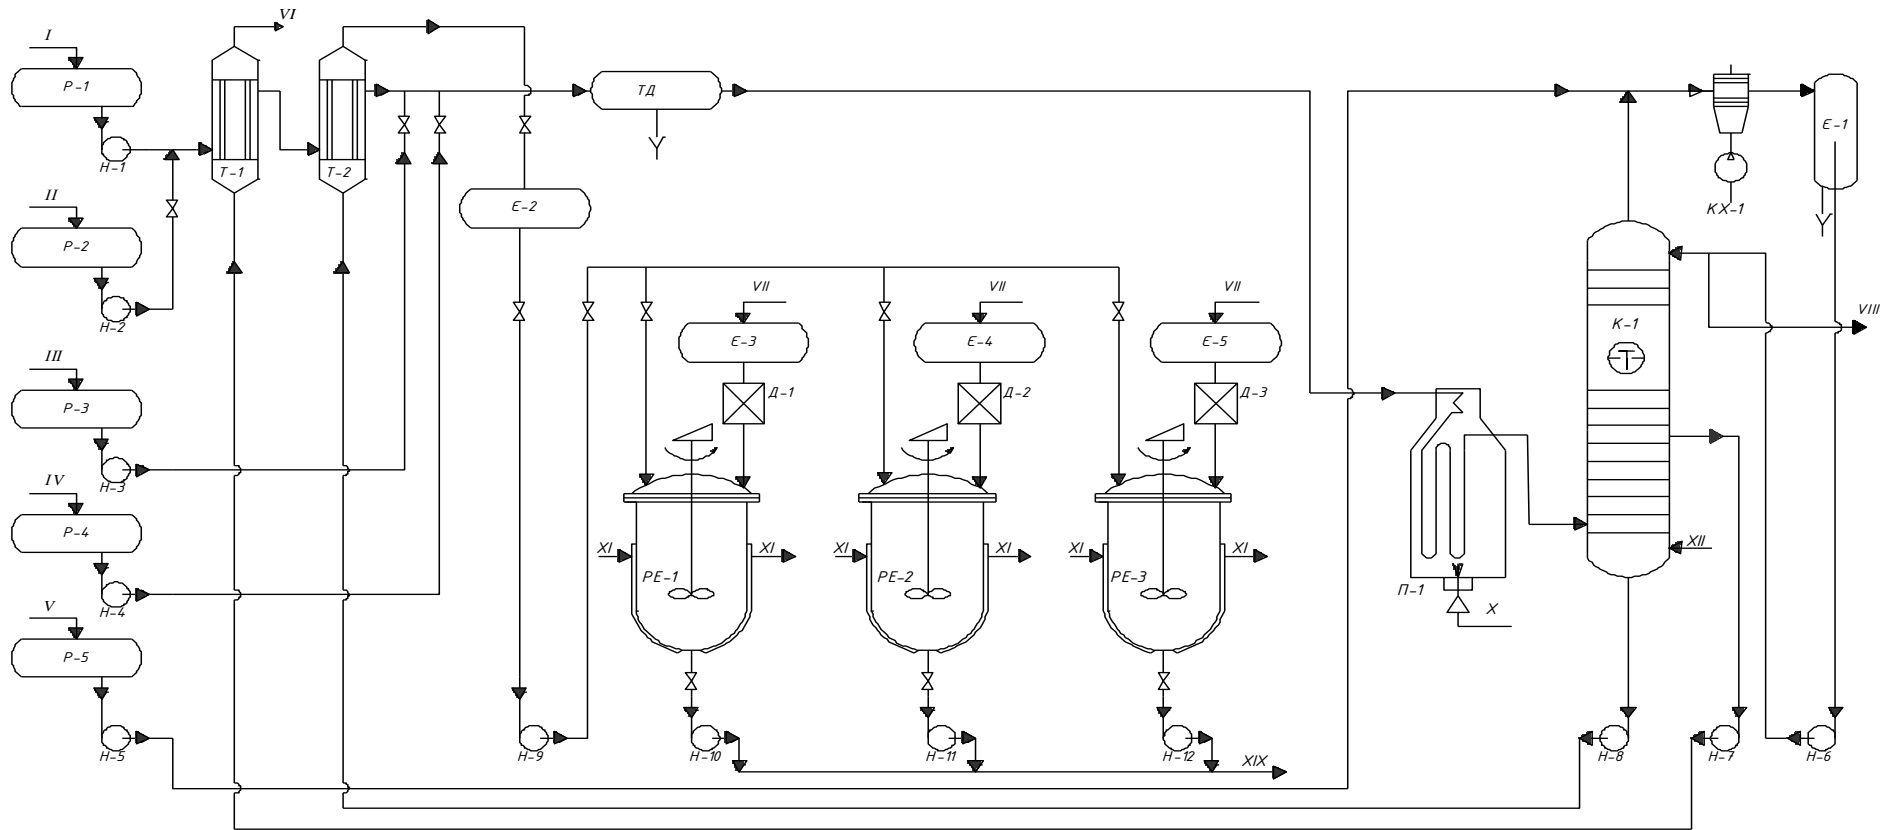 I
VI
Р-1
ТД
Е-1
Н-1
Т-1
Т-2
II
Е-2
КХ-1
Р-2
Н-2
VII
VII
VII
VIII
К-1
Е-3
Е-4
Е-5
Т
III
Р-3
Д-1
Д-2
Д-3
Н-3
IV
Р-4
XI
XI
XI
XI
XI
XI
XII
РЕ-1
РЕ-2
РЕ-3
П-1
X
Н-4
V
Р-5
Н-5
Н-9
Н-10
Н-11
Н-12
XIX
Н-8
Н-7
Н-6